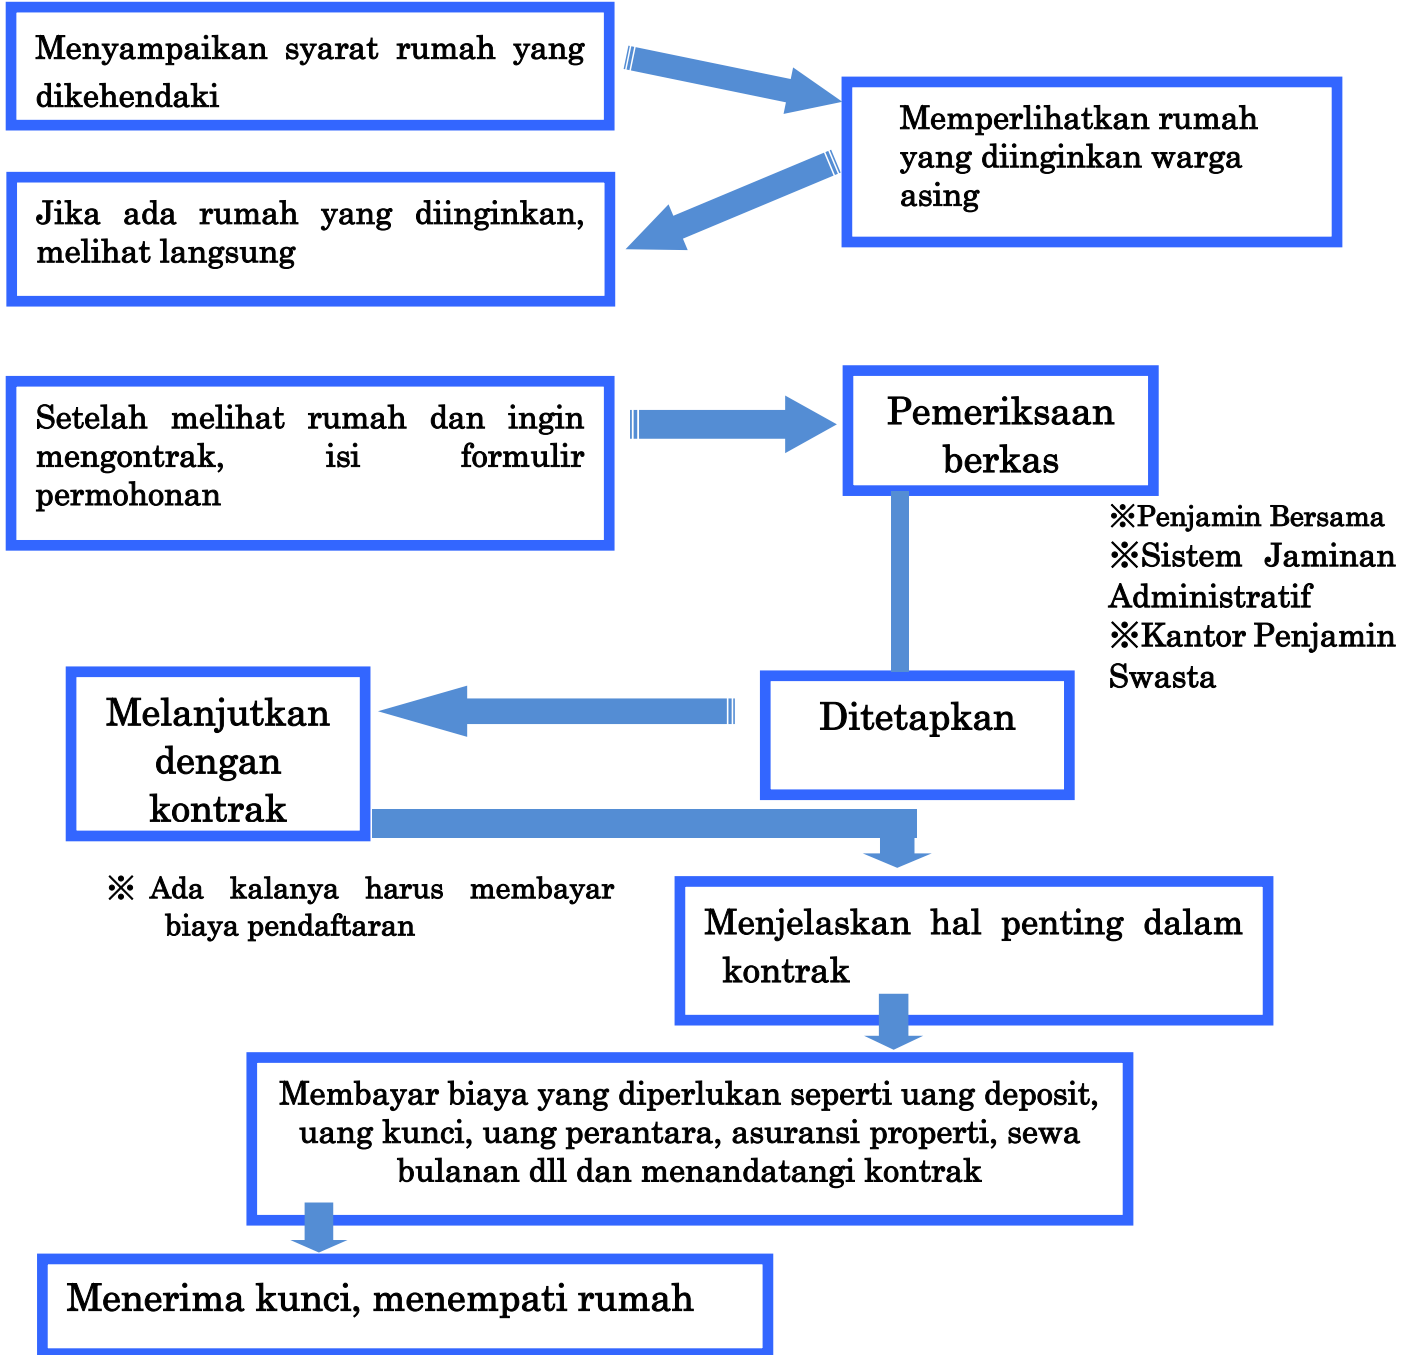 Menyampaikan syarat rumah yang
dikehendaki
Memperlihatkan rumah
yang diinginkan warga
asing
Jika ada rumah yang diinginkan,
melihat langsung
Setelah melihat rumah dan ingin
mengontrak, isi formulir
permohonan
Pemeriksaan
berkas
※Penjamin Bersama
※Sistem Jaminan
Administratif
※Kantor Penjamin
Swasta
Ditetapkan
Melanjutkan
dengan
kontrak
※ Ada kalanya harus membayar
biaya pendaftaran
Menjelaskan hal penting dalam
kontrak
Membayar biaya yang diperlukan seperti uang deposit,
uang kunci, uang perantara, asuransi properti, sewa
bulanan dll dan menandatangi kontrak
Menerima kunci, menempati rumah